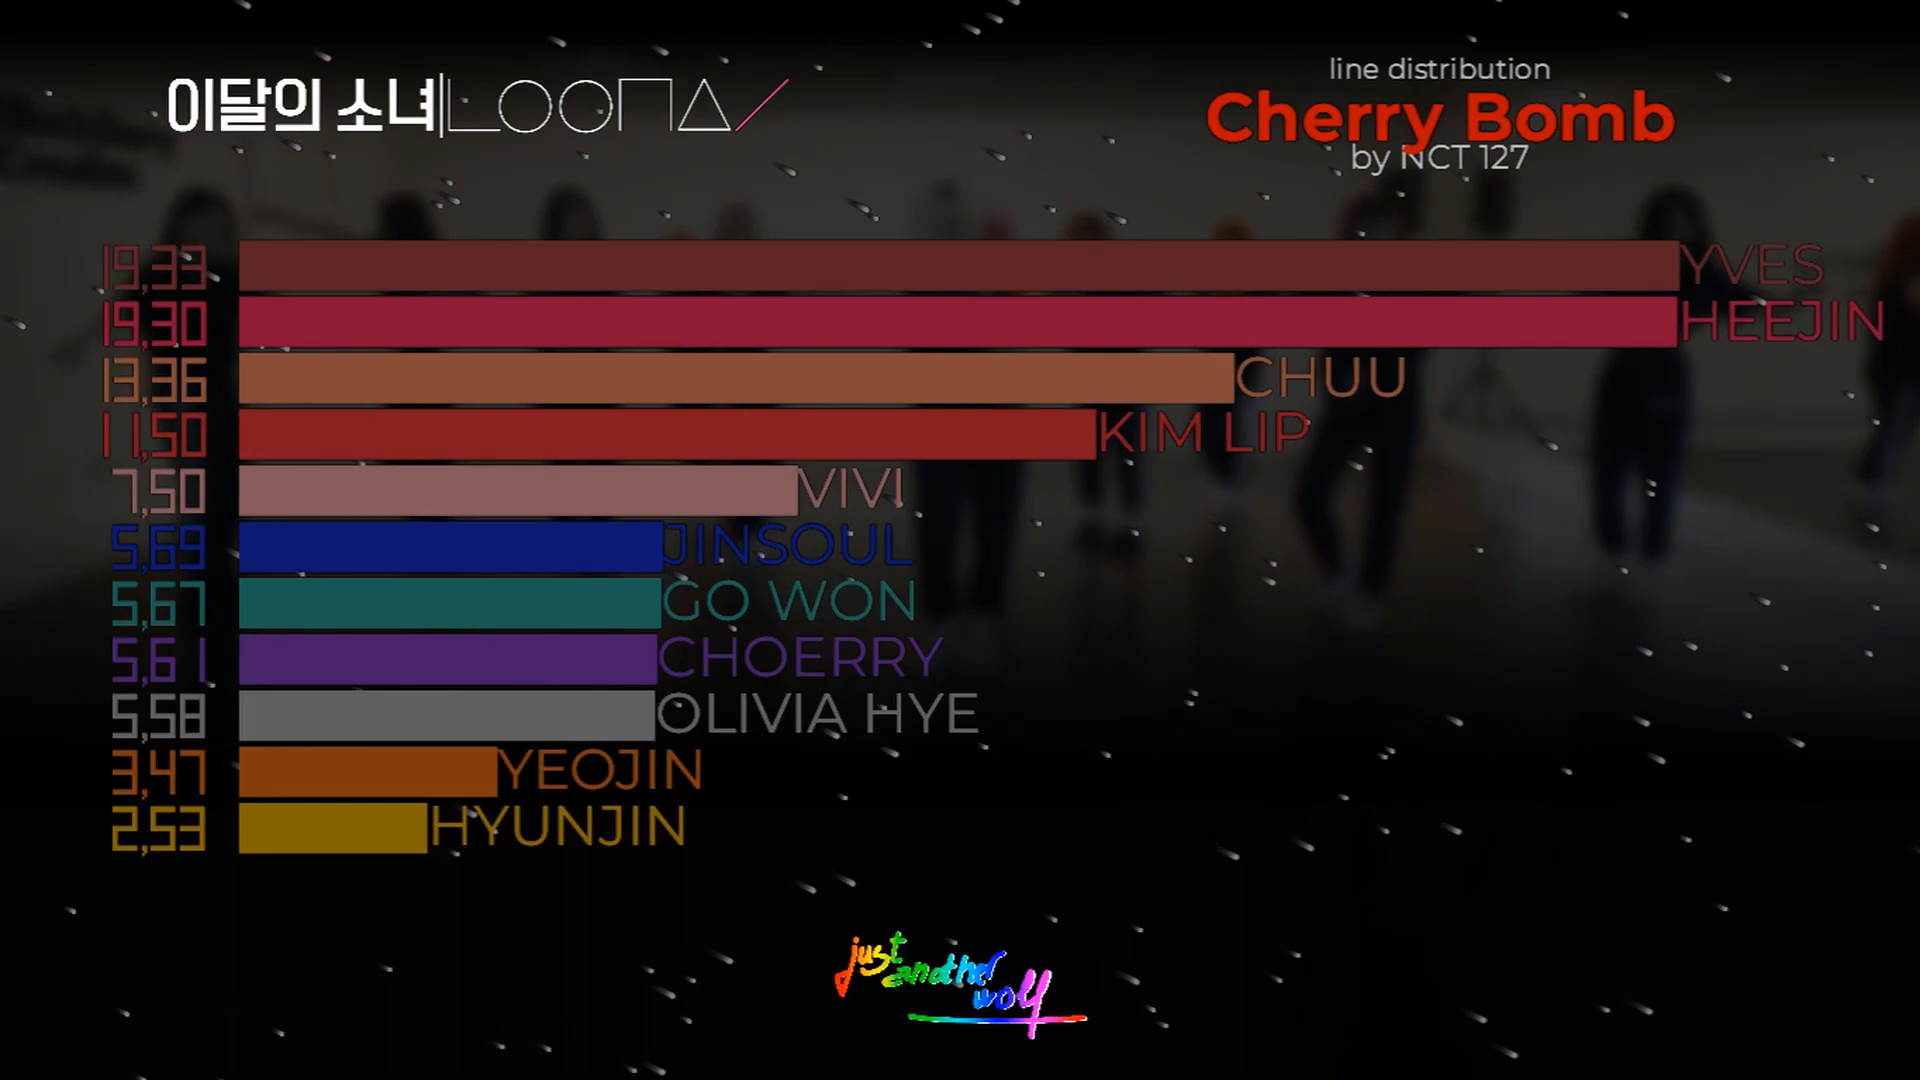 이달의 소녀|LOOПΔ
line distribution
Cherry Bomb
by NCT 127
19,33 YVES
19,30 HEEJIN
13,36 CHUU
11,50 KIM LIP
7,50 VIVI
5,69 JINSOUL
5,67 GO WON
5,61 CHOERRY
5,58 OLIVIA HYE
3,47 YEOJIN
2,53 HYUNJIN
just
another
wolf